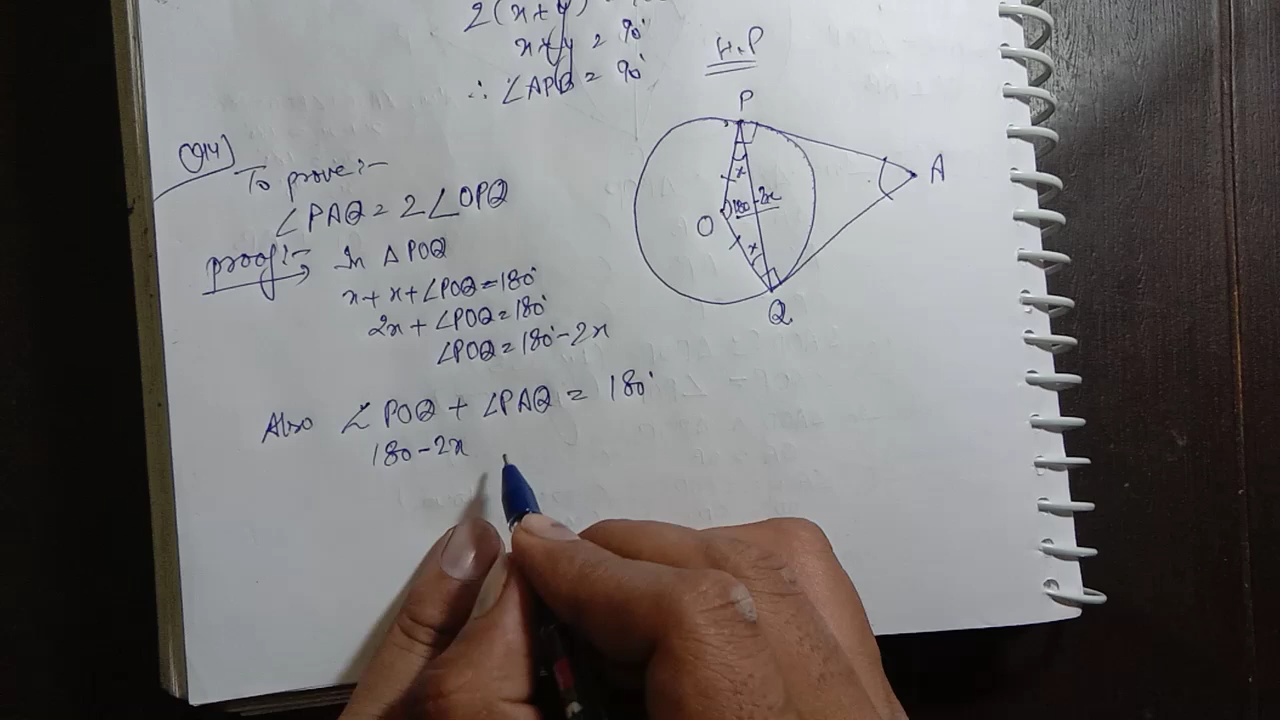 2(x+y)
x+y = 90°
∴ ∠APB = 90°
H.P
Q14]
To prove:-
∠PAQ = 2∠OPQ
proof:- In △POQ
x + x + ∠POQ = 180°
2x + ∠POQ = 180°
∠POQ = 180° - 2x
Also ∠POQ + ∠PAQ = 180°
180 - 2x
P
A
x
O
180-2x
x
Q